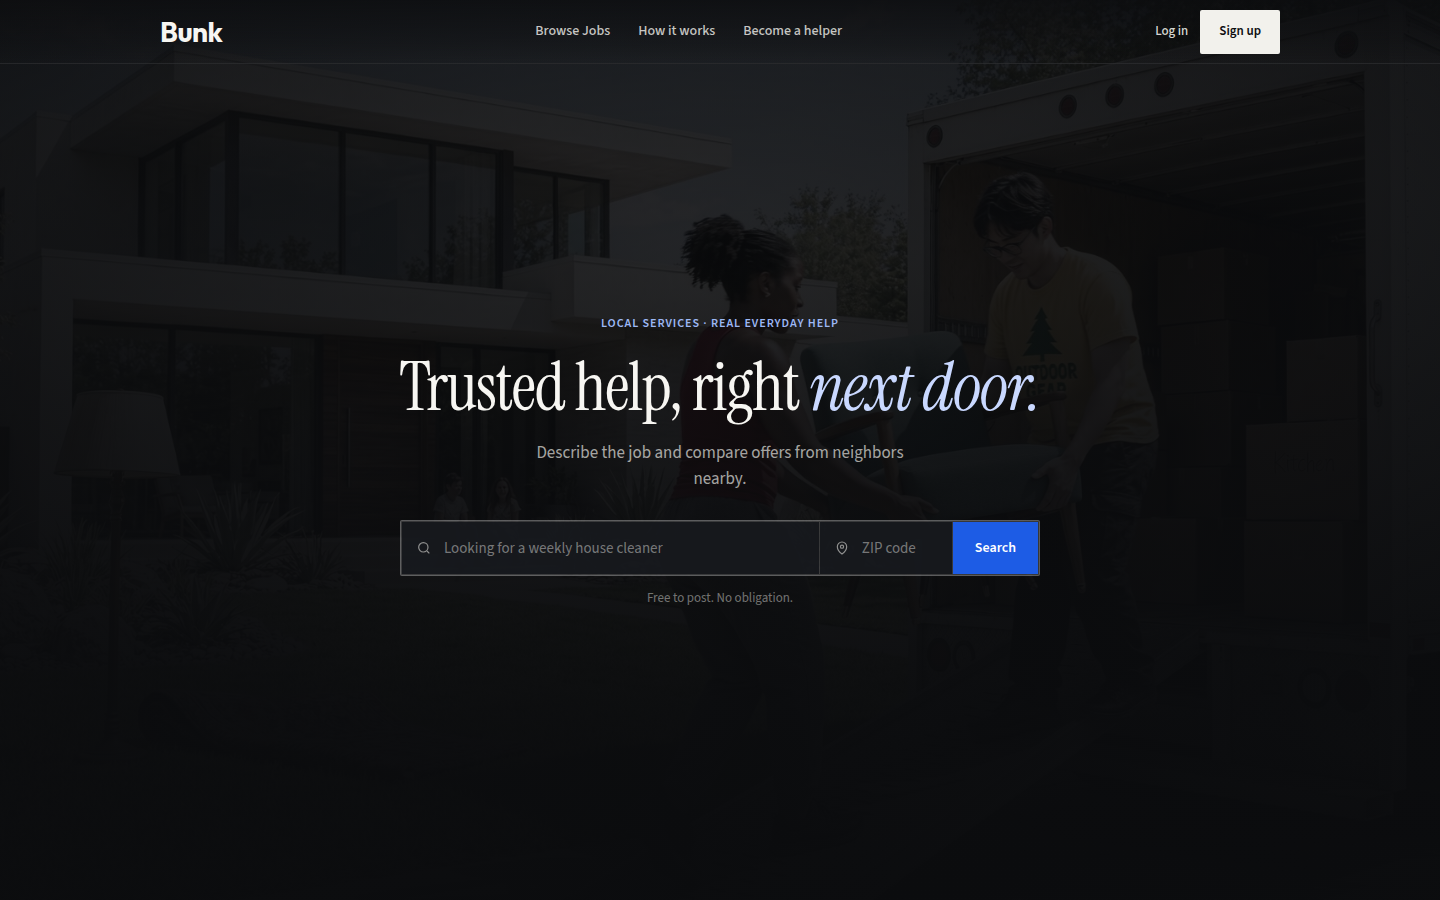 Bunk
Browse Jobs
How it works
Become a helper
Log in
Sign up
LOCAL SERVICES · REAL EVERYDAY HELP
Trusted help, right next door.
OUTDOOR
Describe the job and compare offers from neighbors
nearby.
Looking for a weekly house cleaner
ZIP code
Search
Free to post. No obligation.